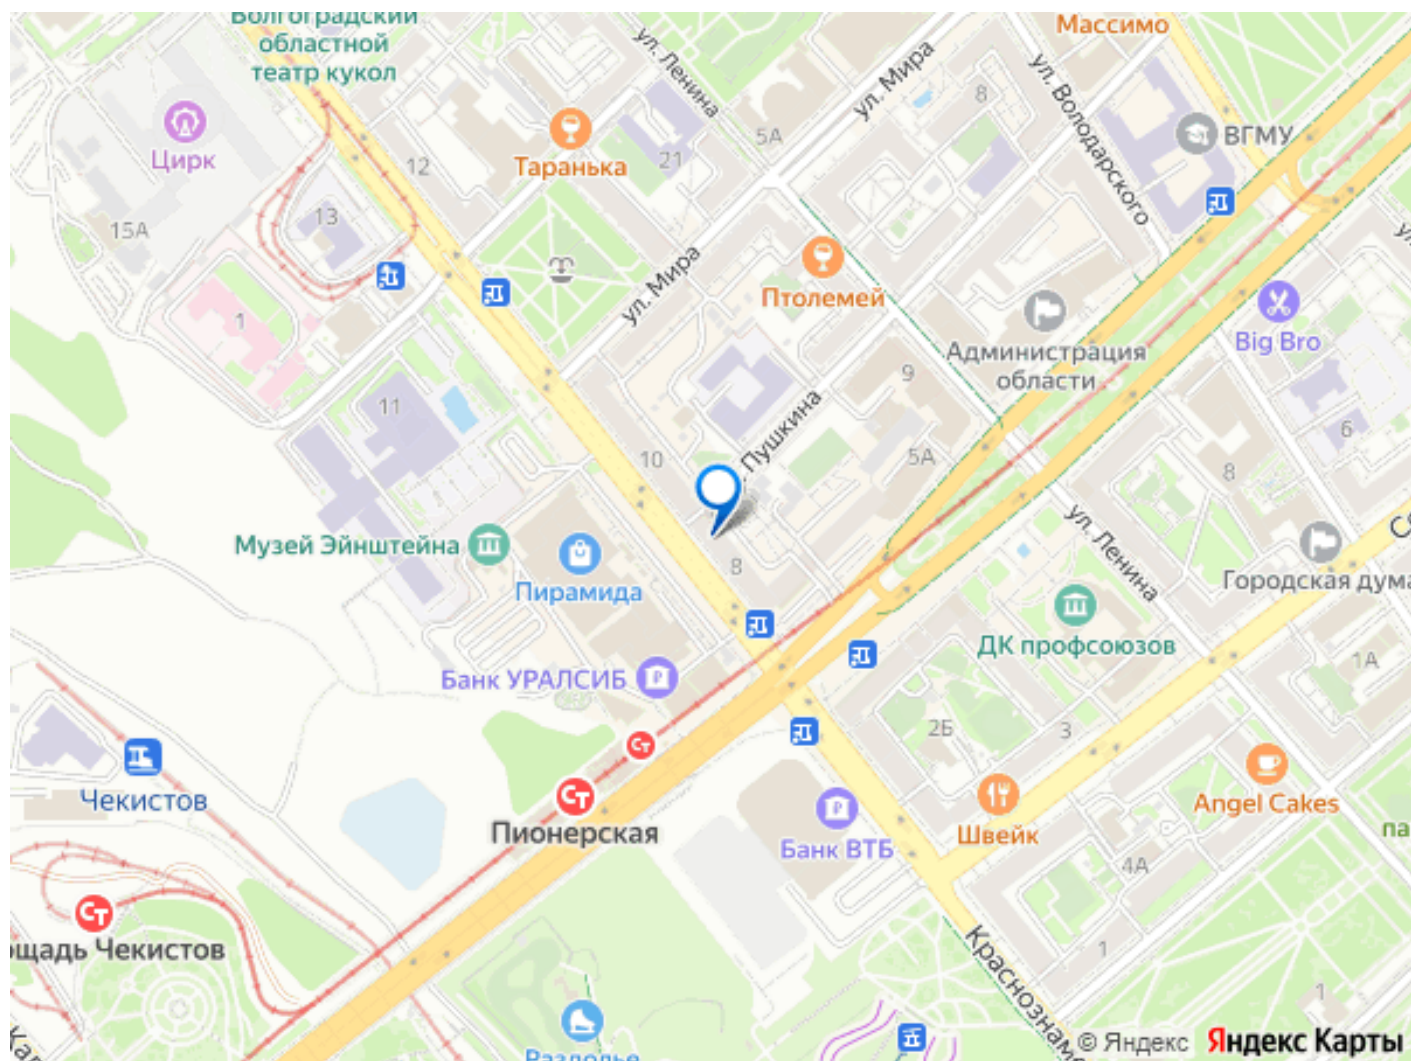 Волгоградский
областной
театр кукол
Массимо
ул. Ленина
ул. Мира
8
ул. Володарского
Цирк
Таранька
5А
21
12
ВГМУ
13
15А
ул. Мира
Птолемей
1
Администрация
области
Big Bro
9
11
Пушкина
6
10
5А
8
Музей Эйнштейна
Пирамида
8
ул. Ленина
Городская дума
ДК профсоюзов
1А
Банк УРАЛСИБ
2Б
3
Чекистов
Пионерская
Швейк
Angel Cakes
Банк ВТБ
4А
ощадь Чекистов
1
Краснознам
1
Раздолье
© Яндекс Яндекс Карты